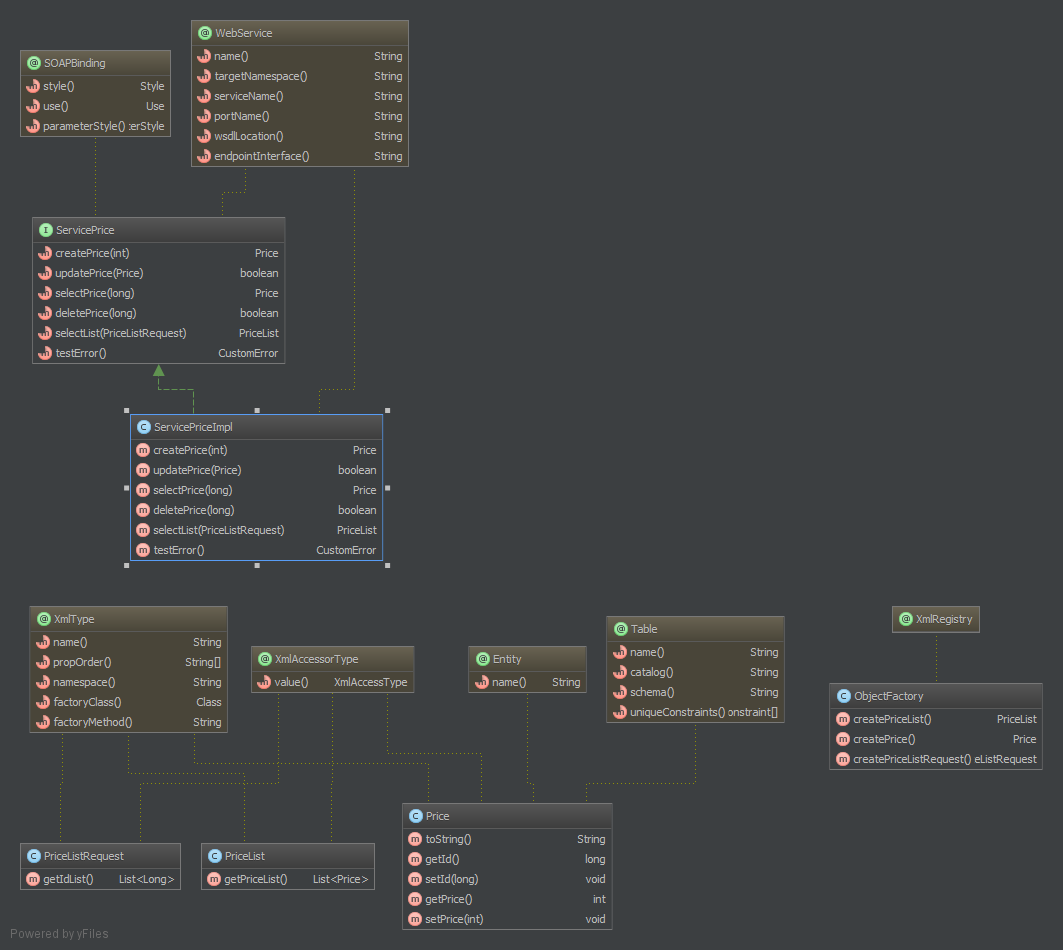 WebService
name() String
targetNamespace() String
serviceName() String
portName() String
wsdlLocation() String
endpointInterface() String
SOAPBinding
style() Style
use() Use
parameterStyle() :erStyle
ServicePrice
createPrice(int) Price
updatePrice(Price) boolean
selectPrice(long) Price
deletePrice(long) boolean
selectList(PriceListRequest) PriceList
testError() CustomError
ServicePriceImpl
createPrice(int) Price
updatePrice(Price) boolean
selectPrice(long) Price
deletePrice(long) boolean
selectList(PriceListRequest) PriceList
testError() CustomError
XmlType
name() String
propOrder() String[]
namespace() String
factoryClass() Class
factoryMethod() String
XmlAccessorType
value() XmlAccessType
Entity
name() String
Table
name() String
catalog() String
schema() String
uniqueConstraints() onstraint[]
XmlRegistry
ObjectFactory
createPriceList() PriceList
createPrice() Price
createPriceListRequest() eListRequest
PriceListRequest
getIdList() List<Long>
PriceList
getPriceList() List<Price>
Price
toString() String
getId() long
setId(long) void
getPrice() int
setPrice(int) void
Powered by yFiles